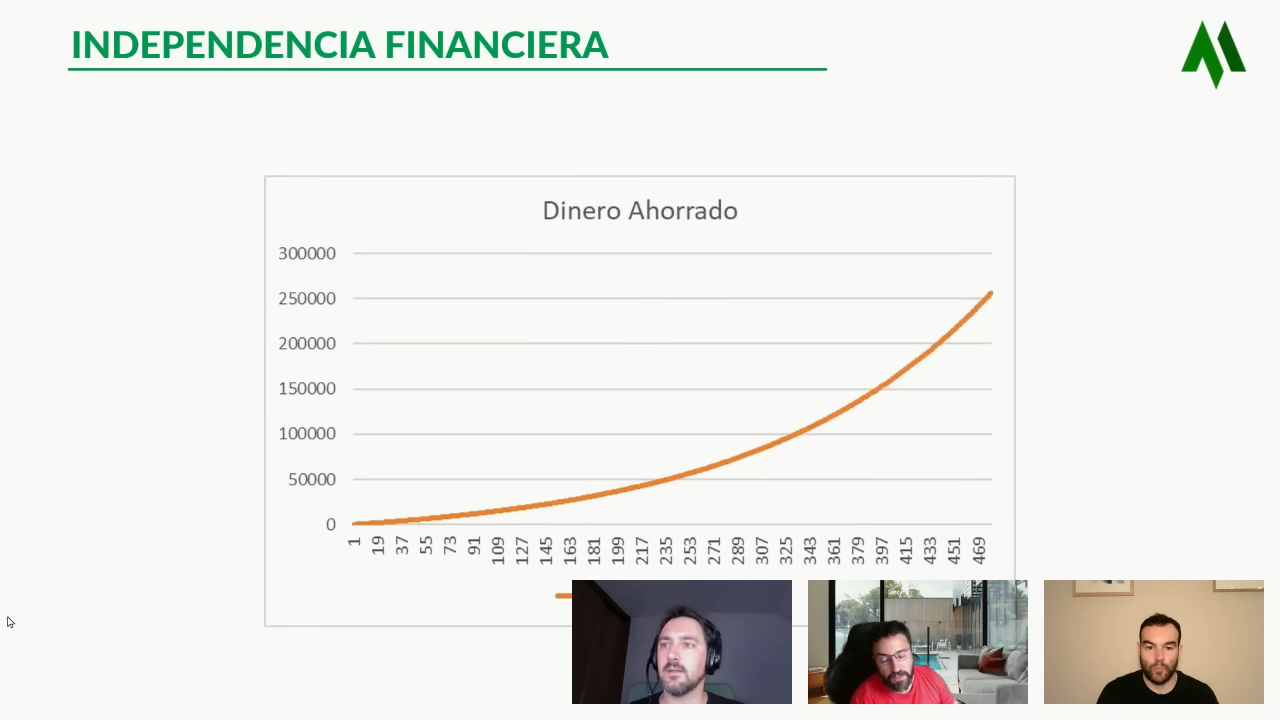 INDEPENDENCIA FINANCIERA
Dinero Ahorrado
300000
250000
200000
150000
100000
50000
0
1 19 37 55 73 91 109 127 145 163 181 199 217 235 253 271 289 307 325 343 361 379 397 415 433 451 469